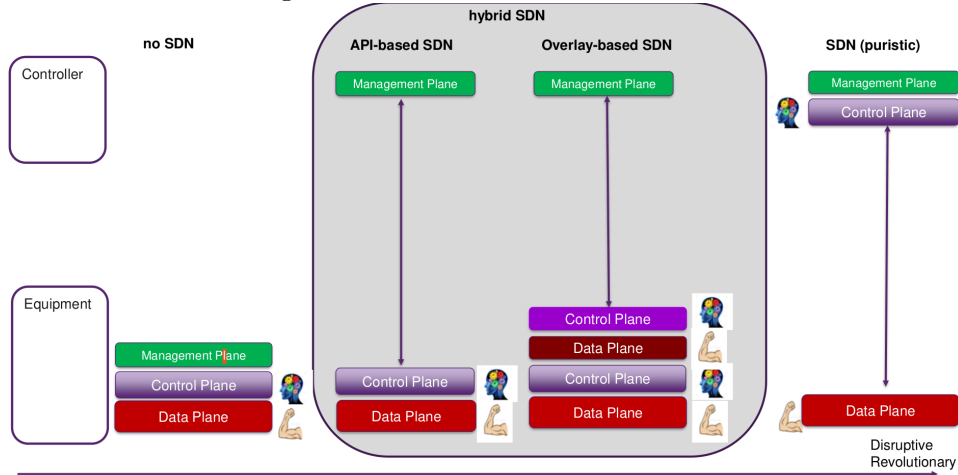 hybrid SDN
no SDN
API-based SDN
Overlay-based SDN
SDN (puristic)
Controller
Management Plane
Management Plane
Management Plane
Control Plane
Equipment
Control Plane
Data Plane
Management Plane
Control Plane
Control Plane
Control Plane
Data Plane
Data Plane
Data Plane
Data Plane
Disruptive
Revolutionary